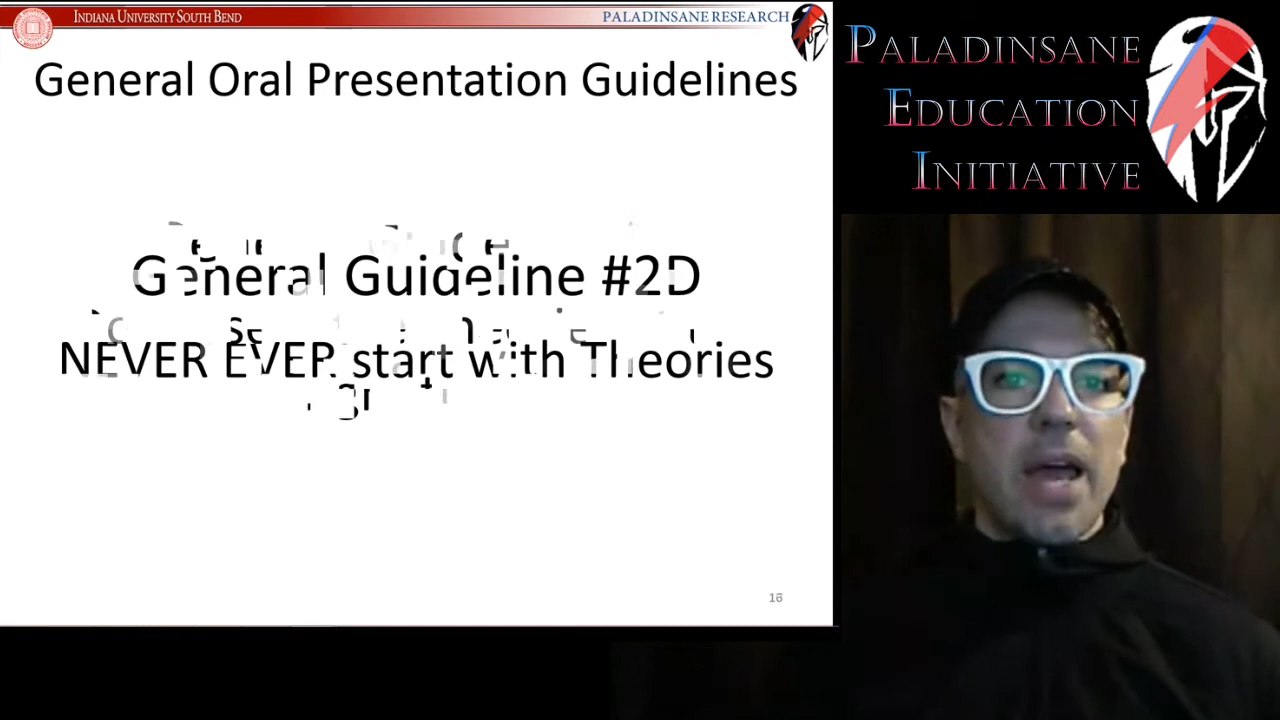 INDIANA UNIVERSITY SOUTH BEND
PALADINSANE RESEARCH
General Oral Presentation Guidelines
General Guideline #2D
NEVER EVER start with Theories
16
PALADINSANE
EDUCATION
INITIATIVE